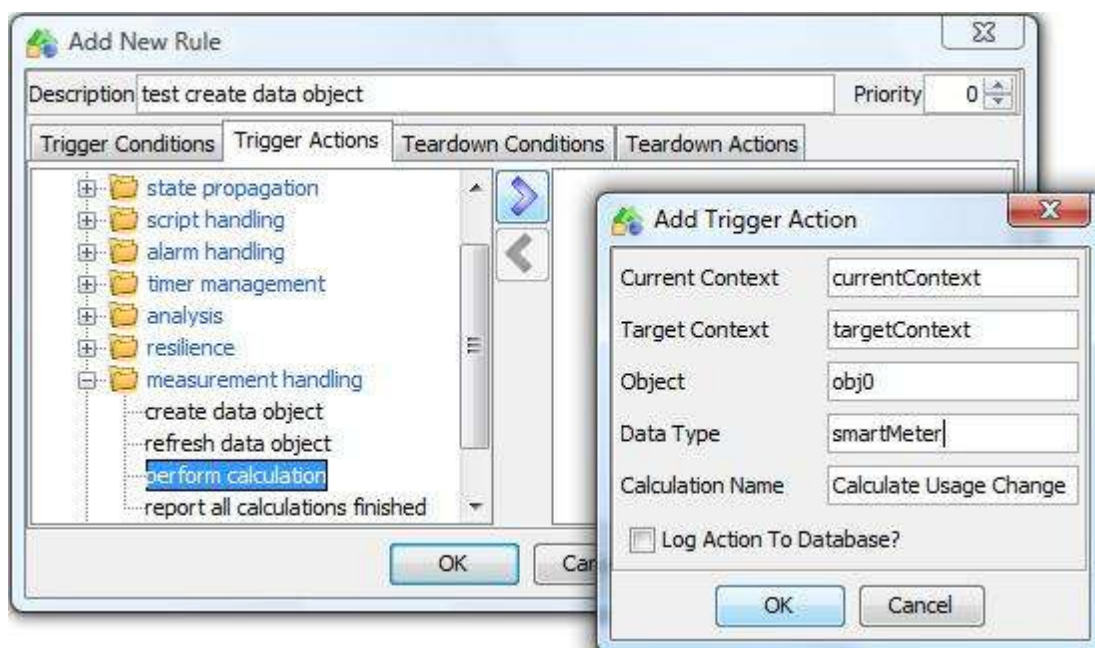 Add New Rule
Description test create data object Priority 0
Trigger Conditions Trigger Actions Teardown Conditions Teardown Actions
state propagation
script handling
alarm handling
timer management
analysis
resilience
measurement handling
create data object
refresh data object
perform calculation
report all calculations finished
OK Can
Add Trigger Action
Current Context currentContext
Target Context targetContext
Object obj0
Data Type smartMeter
Calculation Name Calculate Usage Change
Log Action To Database?
OK Cancel